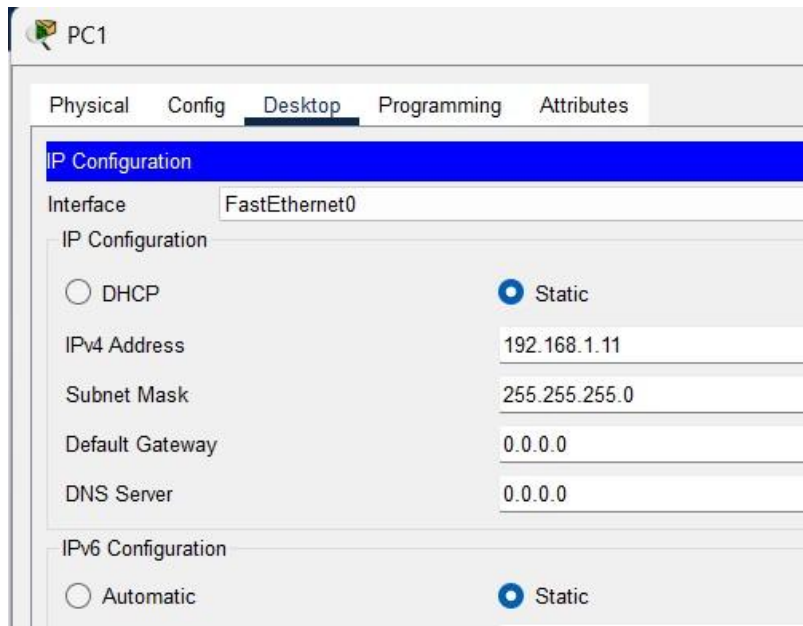 PC1
Physical Config Desktop Programming Attributes
IP Configuration
Interface FastEthernet0
IP Configuration
DHCP Static
IPv4 Address 192.168.1.11
Subnet Mask 255.255.255.0
Default Gateway 0.0.0.0
DNS Server 0.0.0.0
IPv6 Configuration
Automatic Static